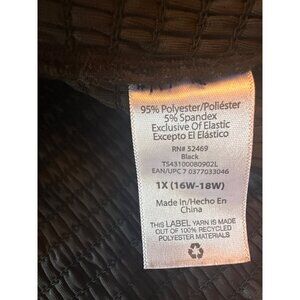 95% Polyester/Poliéster
5% Spandex
Exclusive Of Elastic
Excepto El Elástico
RN# 52469
Black
TS43100080902L
EAN/UPC 7 0377033046
1X (16W-18W)
Made In/Hecho En
China
THIS LABEL YARN IS MADE
OUT OF 100% RECYCLED
POLYESTER MATERIALS